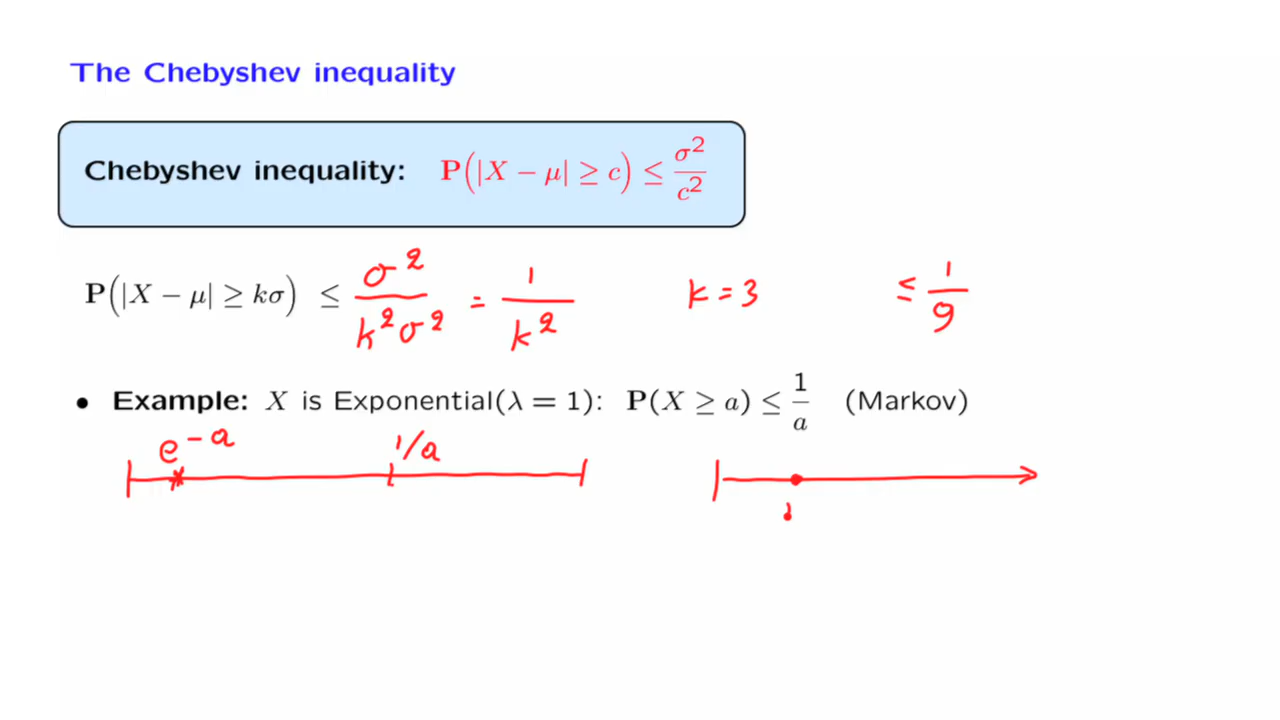 The Chebyshev inequality
Chebyshev inequality: P(|X − μ| ≥ c) ≤ σ²/c²
P(|X − μ| ≥ kσ) ≤ σ²/k²σ² = 1/k² k = 3 ≤ 1/9
• Example: X is Exponential(λ = 1): P(X ≥ a) ≤ 1/a (Markov)
e^−a 1/a